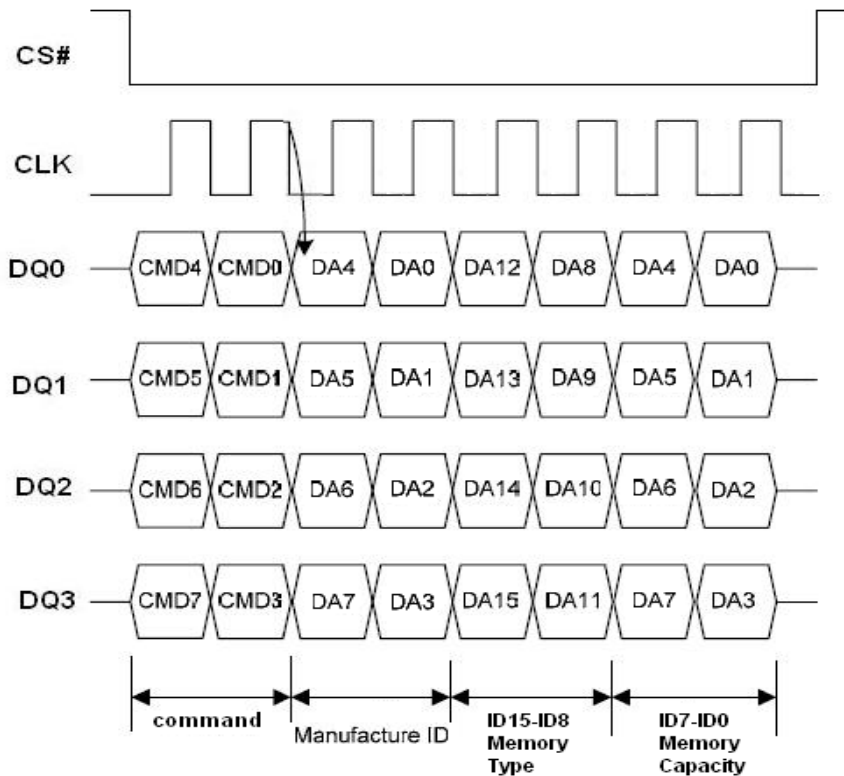 CS#
CLK
DQ0 CMD4 CMD0 DA4 DA0 DA12 DA8 DA4 DA0
DQ1 CMD5 CMD1 DA5 DA1 DA13 DA9 DA5 DA1
DQ2 CMD6 CMD2 DA6 DA2 DA14 DA10 DA6 DA2
DQ3 CMD7 CMD3 DA7 DA3 DA15 DA11 DA7 DA3
command
Manufacture ID
ID15-ID8
Memory
Type
ID7-ID0
Memory
Capacity